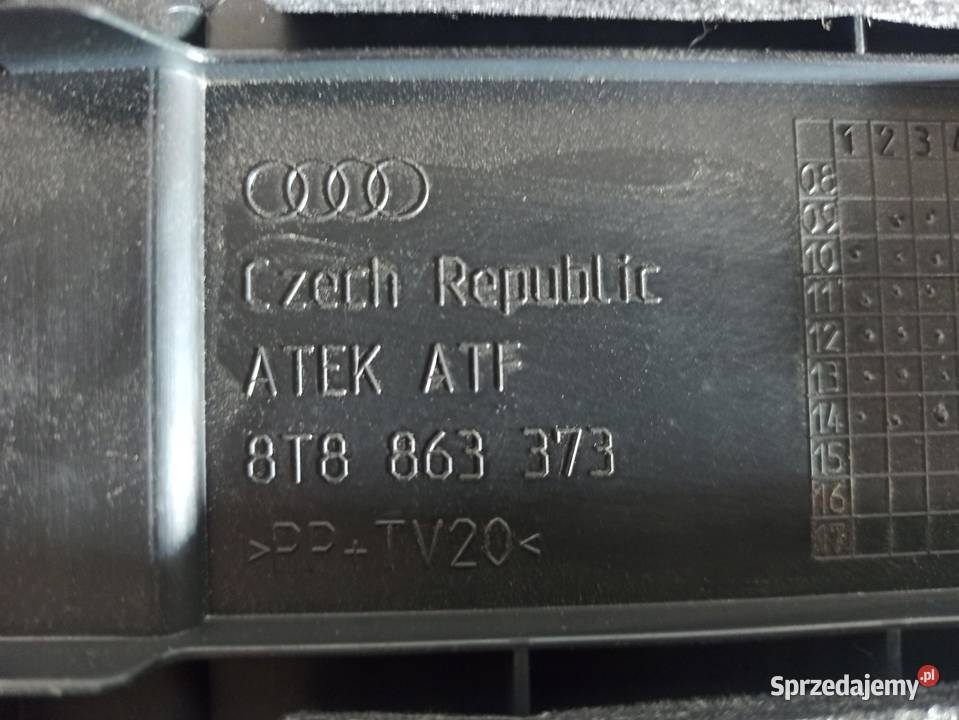 Czech Republic
ATEK ATF
8T8 863 373
>PP+TV20<
1 2 3 4
08
09
10
11
12
13
14
15
16
17
Sprzedajemy.pl